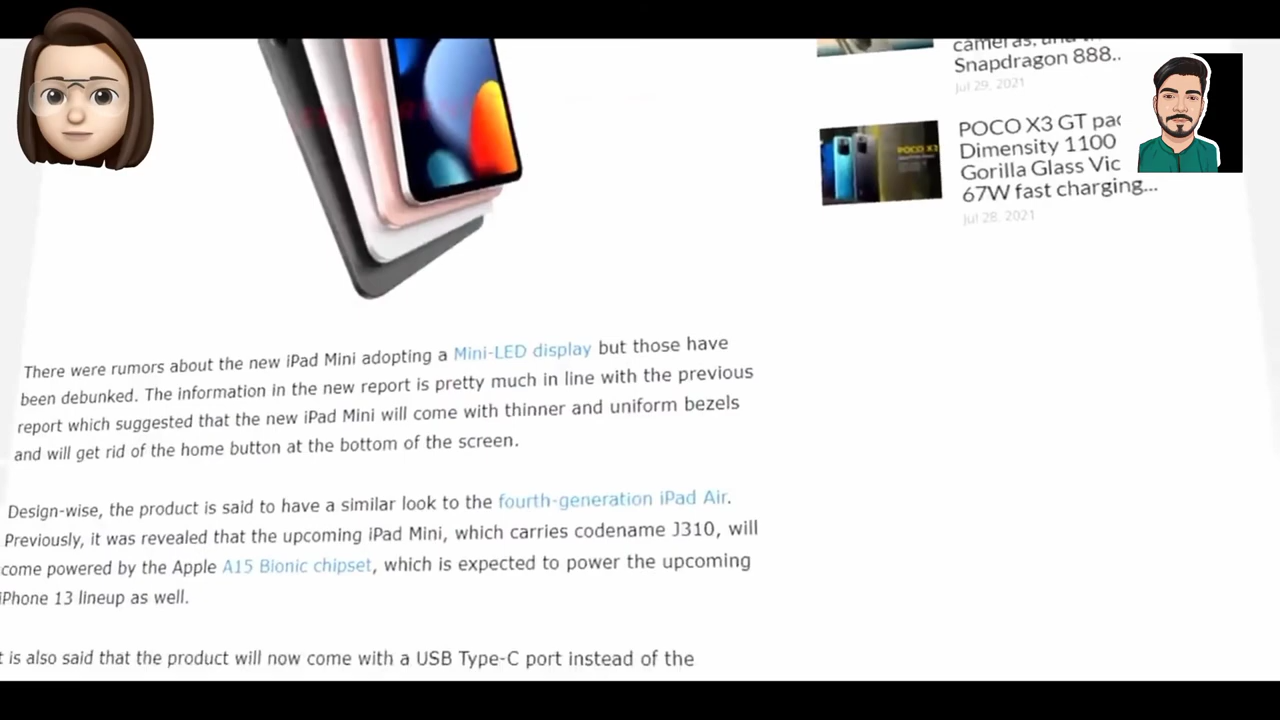 There were rumors about the new iPad Mini adopting a Mini-LED display but those have
been debunked. The information in the new report is pretty much in line with the previous
report which suggested that the new iPad Mini will come with thinner and uniform bezels
and will get rid of the home button at the bottom of the screen.
Design-wise, the product is said to have a similar look to the fourth-generation iPad Air.
Previously, it was revealed that the upcoming iPad Mini, which carries codename J310, will
come powered by the Apple A15 Bionic chipset, which is expected to power the upcoming
iPhone 13 lineup as well.
t is also said that the product will now come with a USB Type-C port instead of the
cameras,
Snapdragon 888..
Jul 29, 2021
POCO X3 GT pac
Dimensity 1100
Gorilla Glass Vic
67W fast charging...
Jul 28, 2021
POCO X3